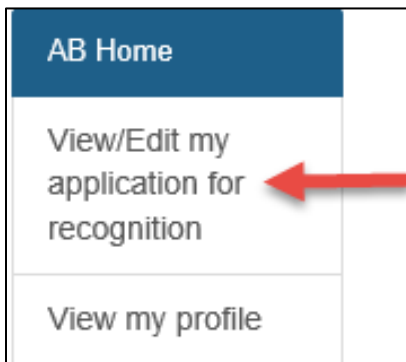 AB Home
View/Edit my
application for
recognition
View my profile